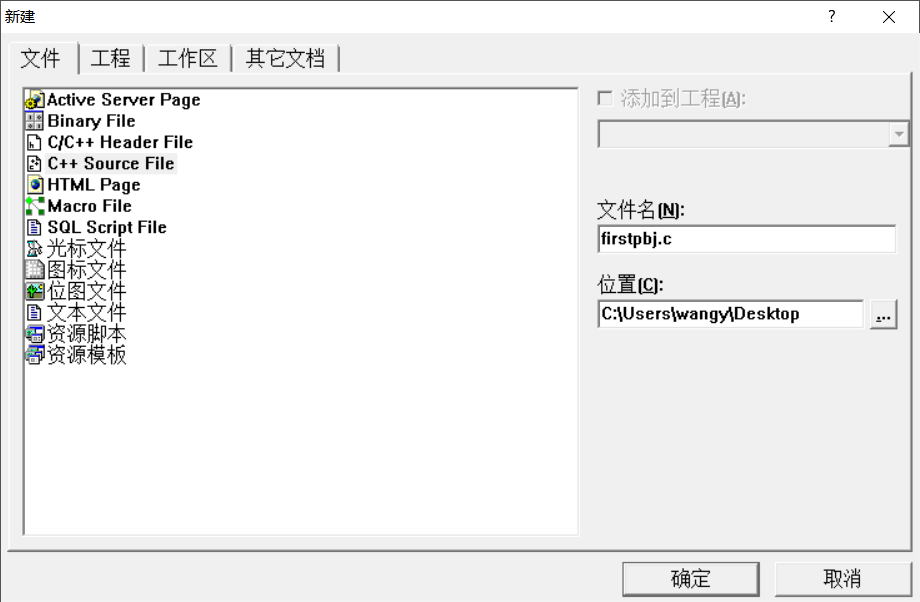 新建
?
文件 工程 工作区 其它文档
Active Server Page
Binary File
C/C++ Header File
C++ Source File
HTML Page
Macro File
SQL Script File
光标文件
图标文件
位图文件
文本文件
资源脚本
资源模板
添加到工程(A):
文件名(N):
firstpbj.c
位置(C):
C:\Users\wangy\Desktop
...
确定 取消